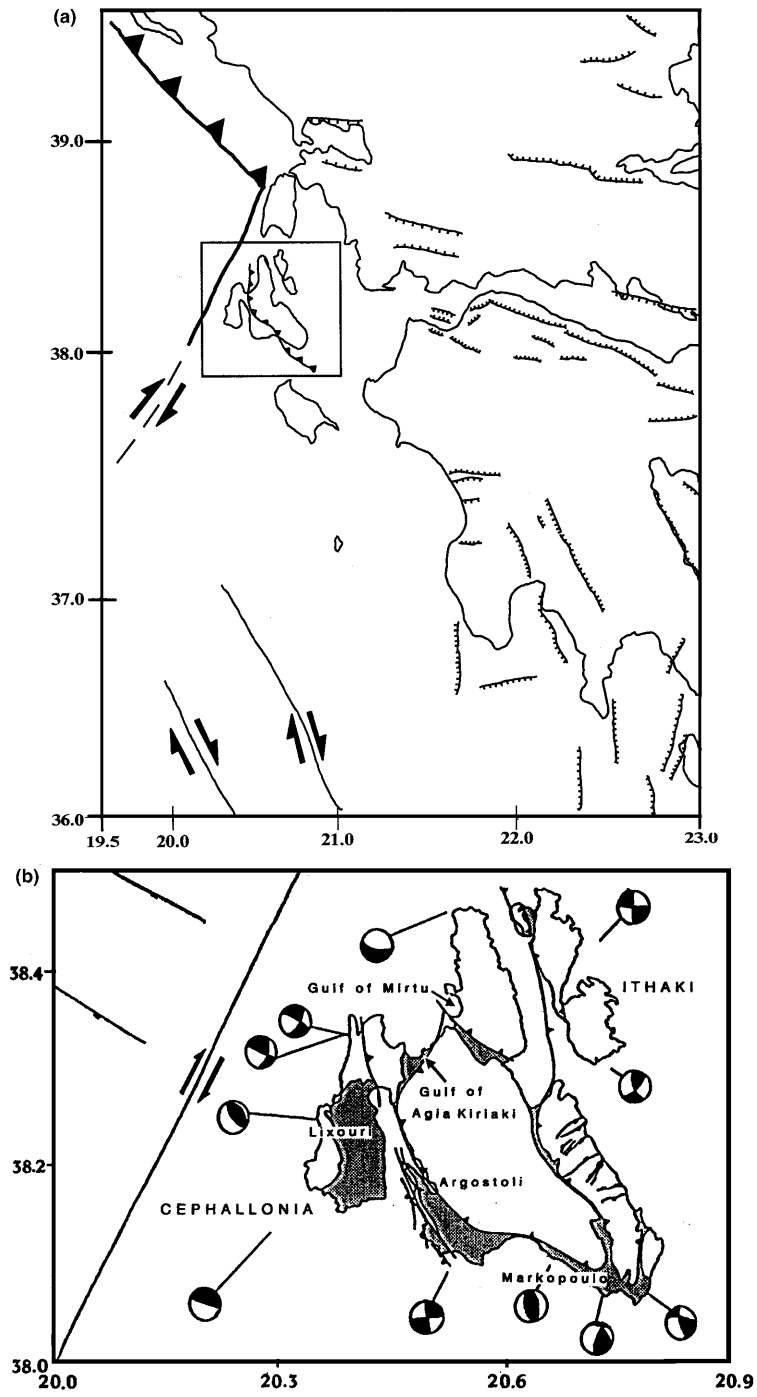 (a)
39.0
38.0
37.0
36.0
19.5 20.0 21.0 22.0 23.0
(b)
38.4
Gulf of Mirtu
ITHAKI
Gulf of
Agia Kiriaki
Lixouri
38.2
Argostoli
CEPHALLONIA
Markopoulo
38.0
20.0 20.3 20.6 20.9